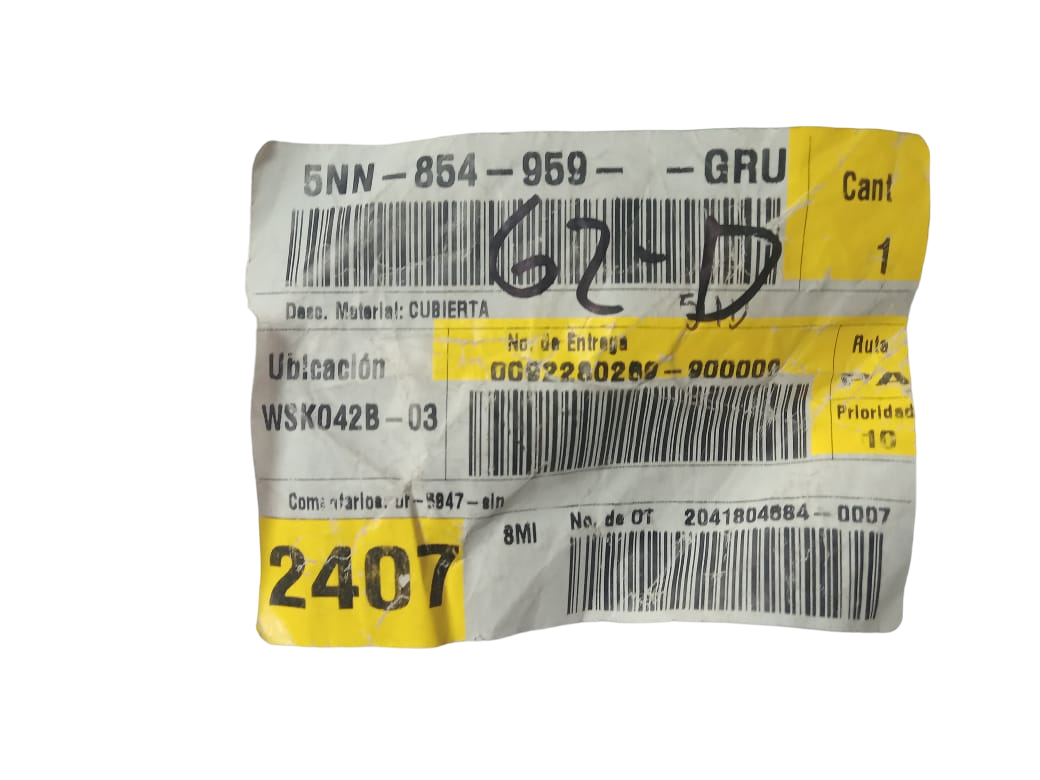 5NN-854-959- -GRU
Cant
1
62-D
Desc. Material: CUBIERTA
Ubicación
WSK042B-03
No. de Entrega
Ruta
PA
Prioridad
10
2407
8MI
No. de OT 2041804684-0007